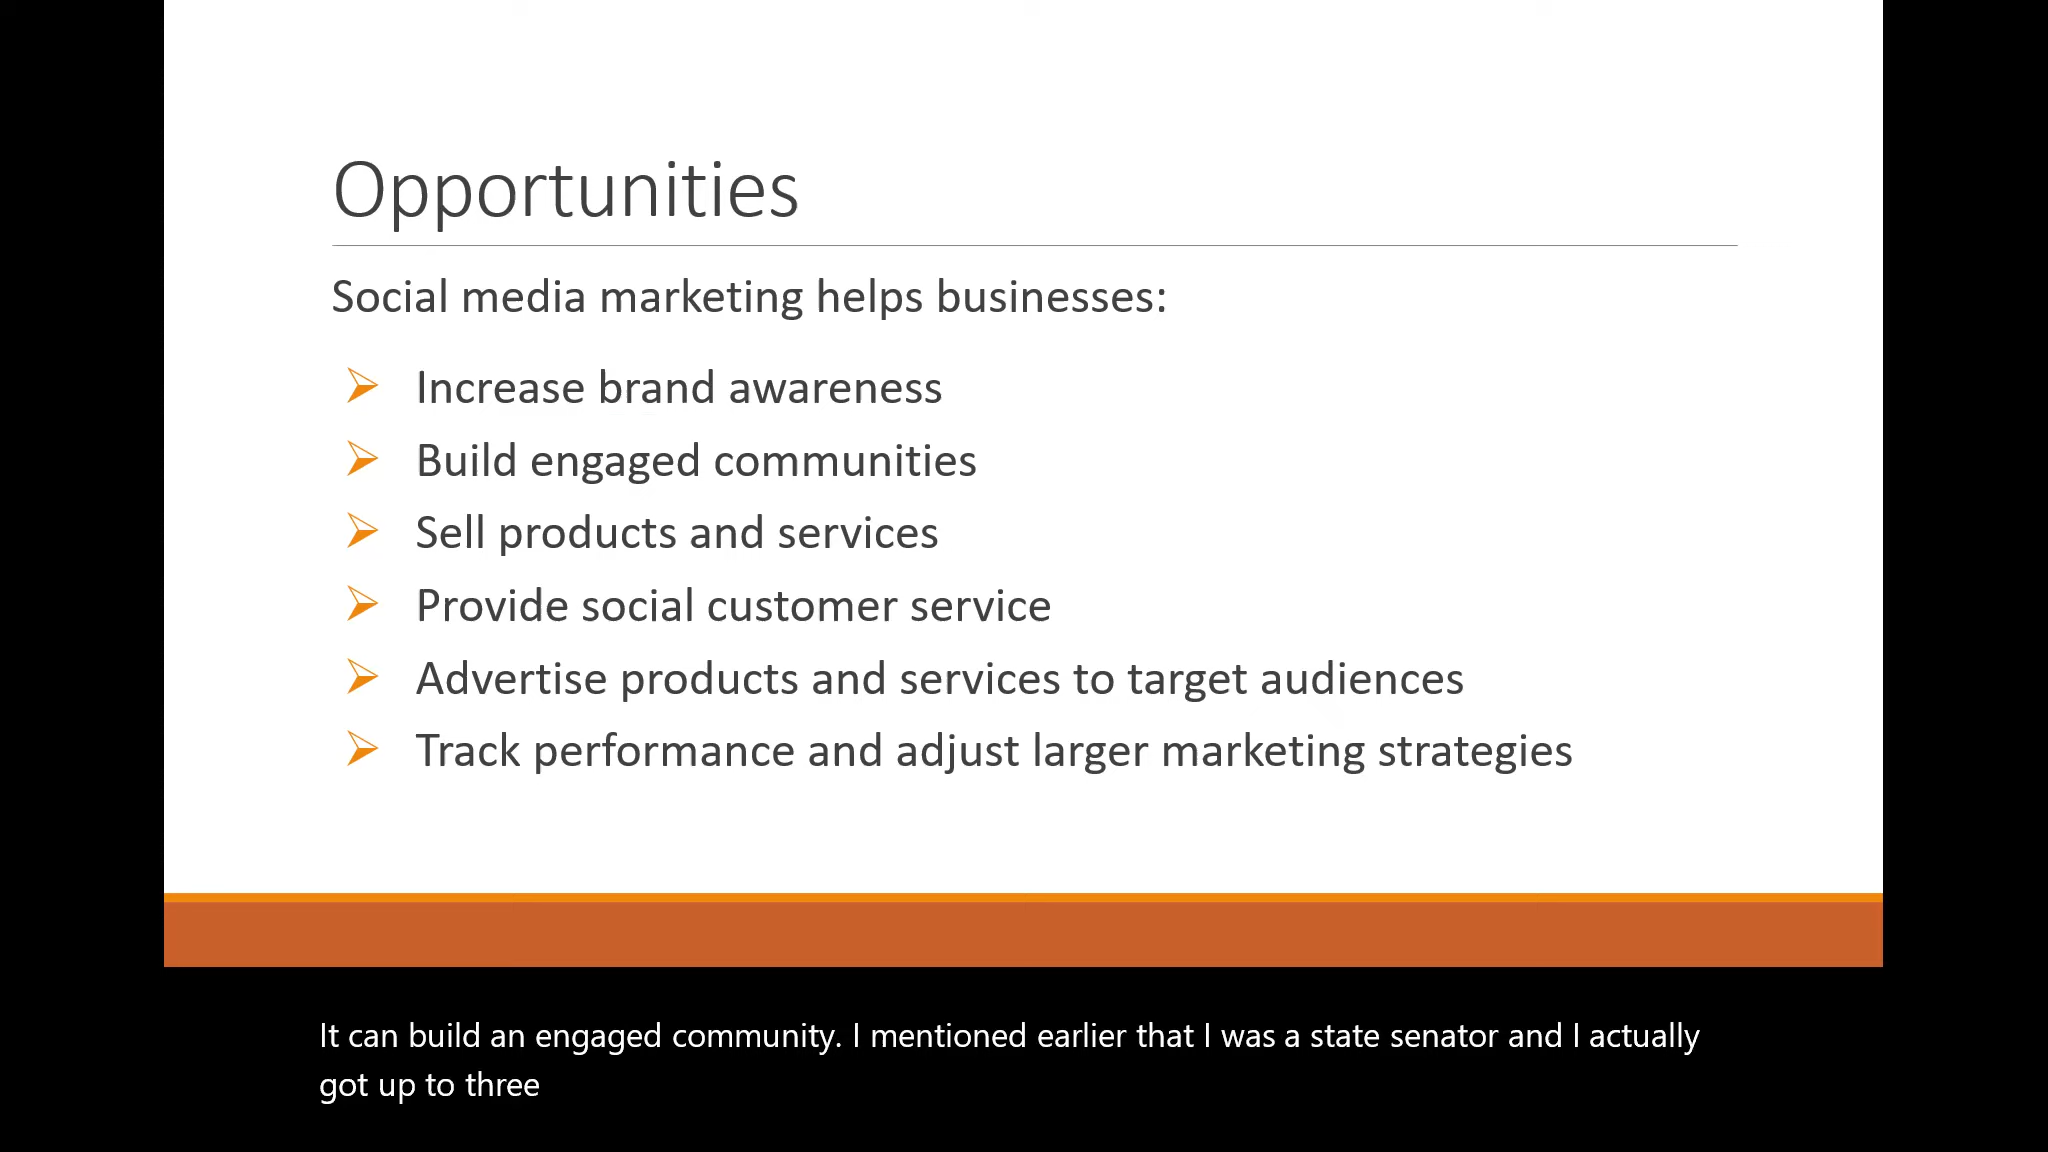 Opportunities
Social media marketing helps businesses:
Increase brand awareness
Build engaged communities
Sell products and services
Provide social customer service
Advertise products and services to target audiences
Track performance and adjust larger marketing strategies
It can build an engaged community. I mentioned earlier that I was a state senator and I actually
got up to three